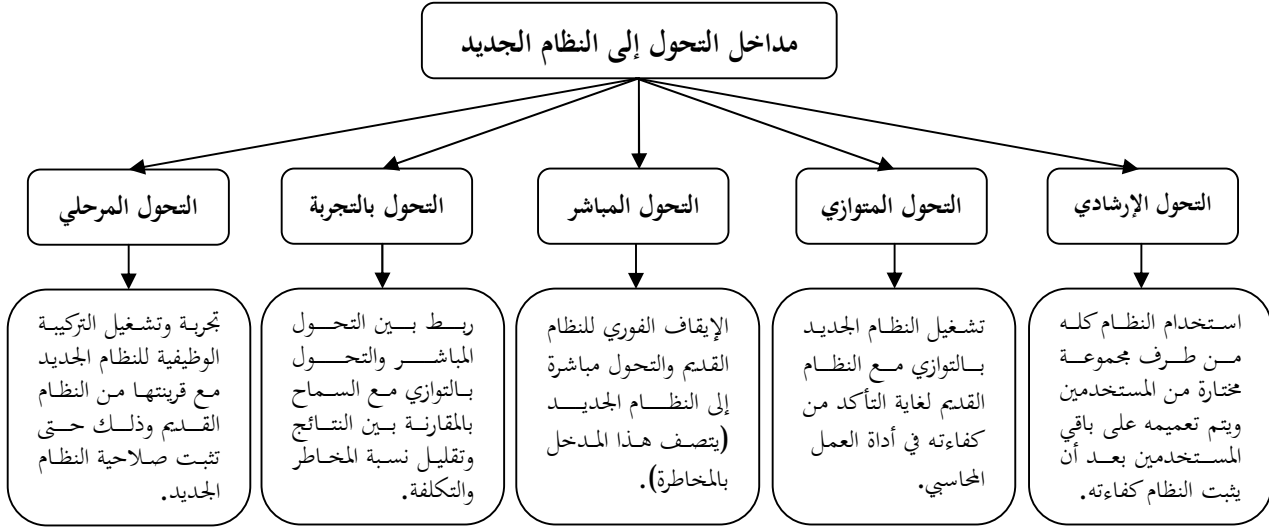 مداخل التحول إلى النظام الجديد
التحول الإرشادي
التحول المتوازي
التحول المباشر
التحول بالتجربة
التحول المرحلي
استخدام النظام كله
من طرف مجموعة
مختارة من المستخدمين
ويتم تعميمه على باقي
المستخدمين بعد أن
يثبت النظام كفاءته.
تشغيل النظام الجديد
بالتوازي مع النظام
القديم لغاية التأكد من
كفاءته في أداة العمل
المحاسبي.
الإيقاف الفوري للنظام
القديم والتحول مباشرة
إلى النظام الجديد
(يتصف هذا المدخل
بالمخاطرة).
ربط بين التحول
المباشر والتحول
بالتوازي مع السماح
بالمقارنة بين النتائج
وتقليل نسبة المخاطر
والتكلفة.
تجربة وتشغيل التركيبة
الوظيفية للنظام الجديد
مع قرينتها من النظام
القديم وذلك حتى
تثبت صلاحية النظام
الجديد.